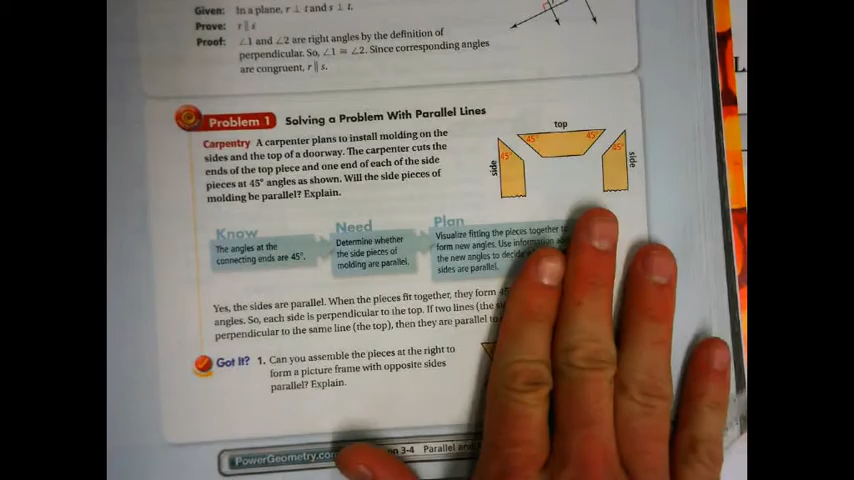 Given: In a plane, r ⊥ t and s ⊥ t.
Prove: r ∥ s
Proof: ∠1 and ∠2 are right angles by the definition of
perpendicular. So, ∠1 ≅ ∠2. Since corresponding angles
are congruent, r ∥ s.
Problem 1 Solving a Problem With Parallel Lines
Carpentry A carpenter plans to install molding on the
sides and the top of a doorway. The carpenter cuts the
ends of the top piece and one end of each of the side
pieces at 45° angles as shown. Will the side pieces of
molding be parallel? Explain.
top
45° 45°
side 45°
45° side
Know
The angles at the
connecting ends are 45°.
Need
Determine whether
the side pieces of
molding are parallel.
Plan
Visualize fitting the pieces together to
form new angles. Use information
the new angles to decide
sides are parallel.
Yes, the sides are parallel. When the pieces fit together, they form 45°
angles. So, each side is perpendicular to the top. If two lines (the
perpendicular to the same line (the top), then they are parallel to
Got It? 1. Can you assemble the pieces at the right to
form a picture frame with opposite sides
parallel? Explain.
PowerGeometry.com
3-4 Parallel and
L